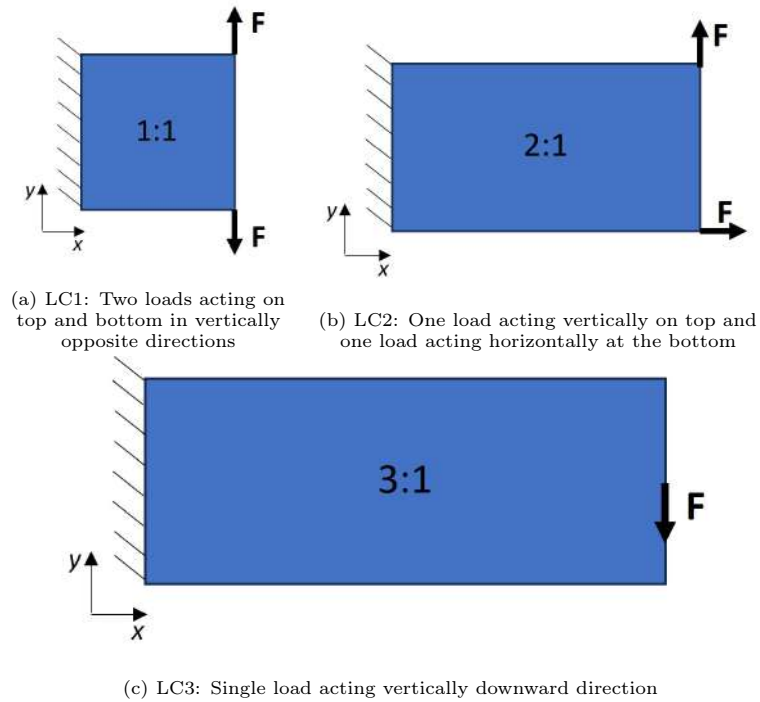 F
1:1
F
y
x
(a) LC1: Two loads acting on
top and bottom in vertically
opposite directions
F
2:1
F
y
x
(b) LC2: One load acting vertically on top and
one load acting horizontally at the bottom
3:1
F
y
x
(c) LC3: Single load acting vertically downward direction